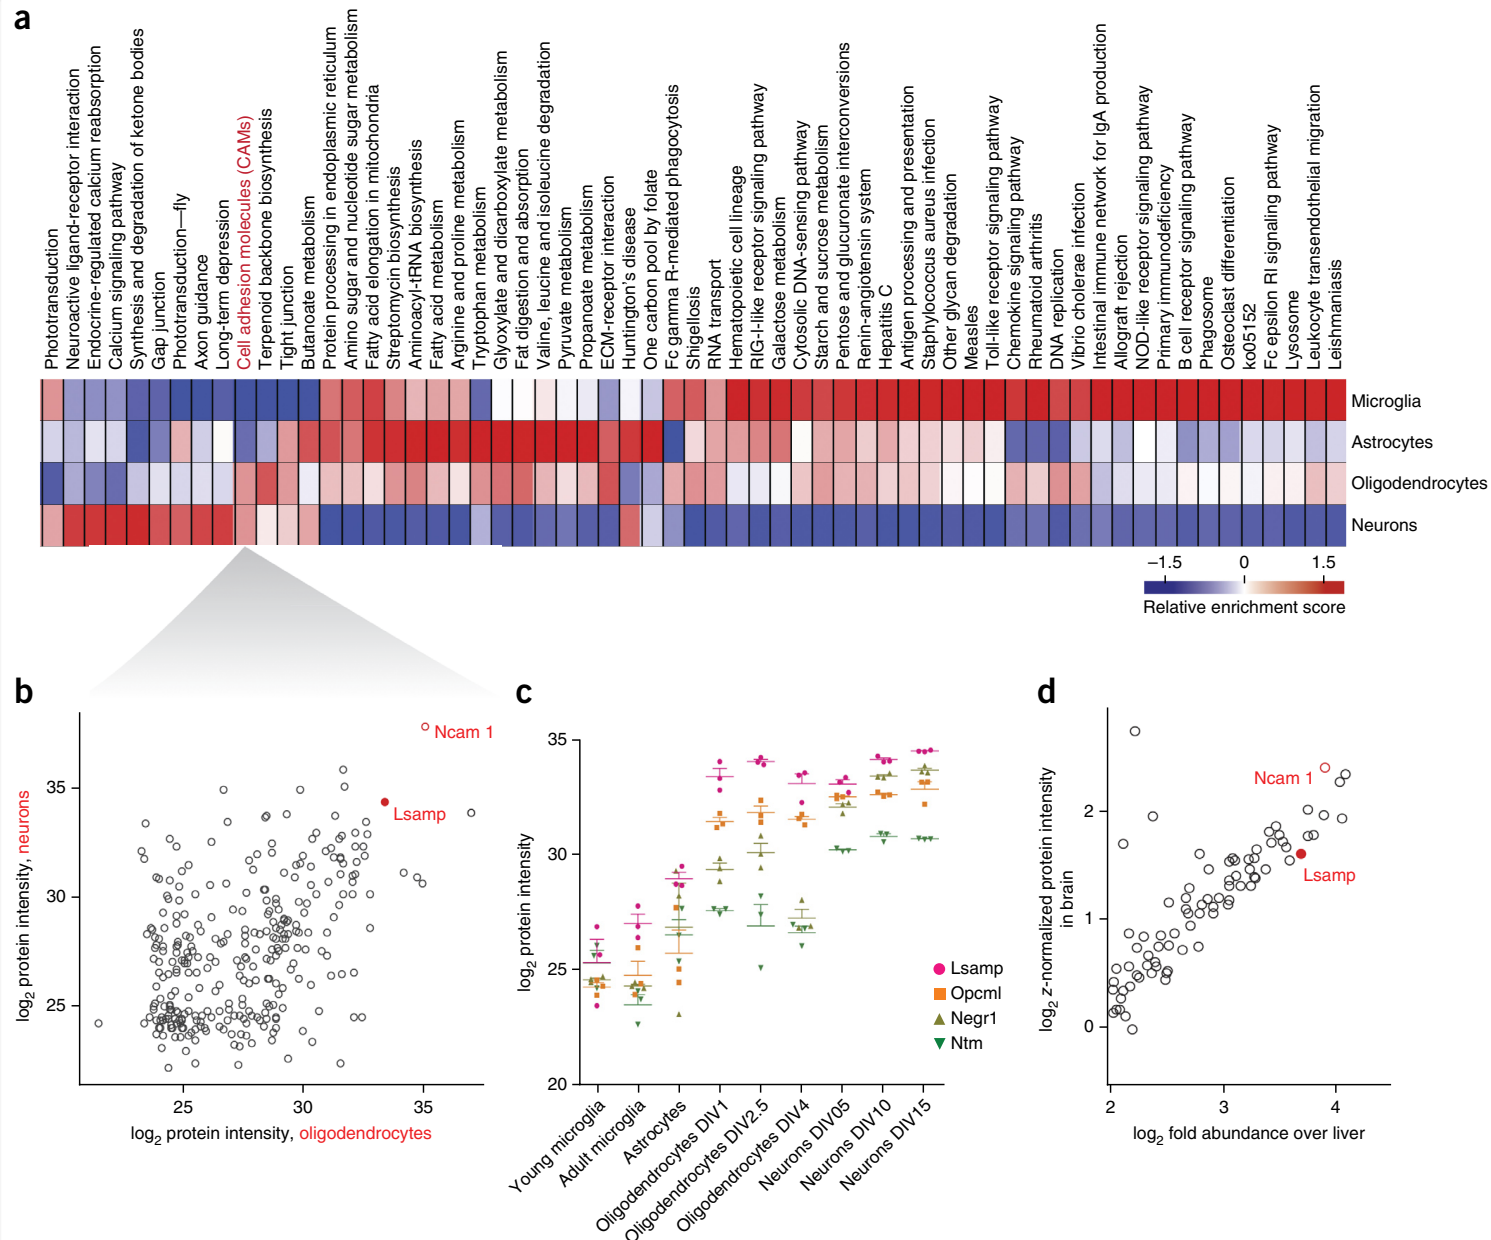 a
Phototransduction
Neuroactive ligand-receptor interaction
Endocrine-regulated calcium reabsorption
Calcium signaling pathway
Synthesis and degradation of ketone bodies
Gap junction
Phototransduction—fly
Axon guidance
Long-term depression
Cell adhesion molecules (CAMs)
Terpenoid backbone biosynthesis
Tight junction
Butanoate metabolism
Protein processing in endoplasmic reticulum
Amino sugar and nucleotide sugar metabolism
Fatty acid elongation in mitochondria
Streptomycin biosynthesis
Aminoacyl-tRNA biosynthesis
Fatty acid metabolism
Arginine and proline metabolism
Tryptophan metabolism
Glyoxylate and dicarboxylate metabolism
Fat digestion and absorption
Valine, leucine and isoleucine degradation
Pyruvate metabolism
Propanoate metabolism
ECM-receptor interaction
Huntington's disease
One carbon pool by folate
Fc gamma R-mediated phagocytosis
Shigellosis
RNA transport
Hematopoietic cell lineage
RIG-I-like receptor signaling pathway
Galactose metabolism
Cytosolic DNA-sensing pathway
Starch and sucrose metabolism
Pentose and glucuronate interconversions
Renin-angiotensin system
Hepatitis C
Antigen processing and presentation
Staphylococcus aureus infection
Other glycan degradation
Measles
Toll-like receptor signaling pathway
Chemokine signaling pathway
Rheumatoid arthritis
DNA replication
Vibrio cholerae infection
Intestinal immune network for IgA production
Allograft rejection
NOD-like receptor signaling pathway
Primary immunodeficiency
B cell receptor signaling pathway
Phagosome
Osteoclast differentiation
ko05152
Fc epsilon RI signaling pathway
Lysosome
Leukocyte transendothelial migration
Leishmaniasis
Microglia
Astrocytes
Oligodendrocytes
Neurons
−1.5 0 1.5
Relative enrichment score
b
log2 protein intensity, neurons
35
30
25
Ncam 1
Lsamp
25 30 35
log2 protein intensity, oligodendrocytes
c
log2 protein intensity
35
30
25
20
Lsamp
Opcml
Negr1
Ntm
Young microglia
Adult microglia
Astrocytes
Oligodendrocytes DIV1
Oligodendrocytes DIV2.5
Oligodendrocytes DIV4
Neurons DIV05
Neurons DIV10
Neurons DIV15
d
log2 z-normalized protein intensity
in brain
2
1
0
Ncam 1
Lsamp
2 3 4
log2 fold abundance over liver